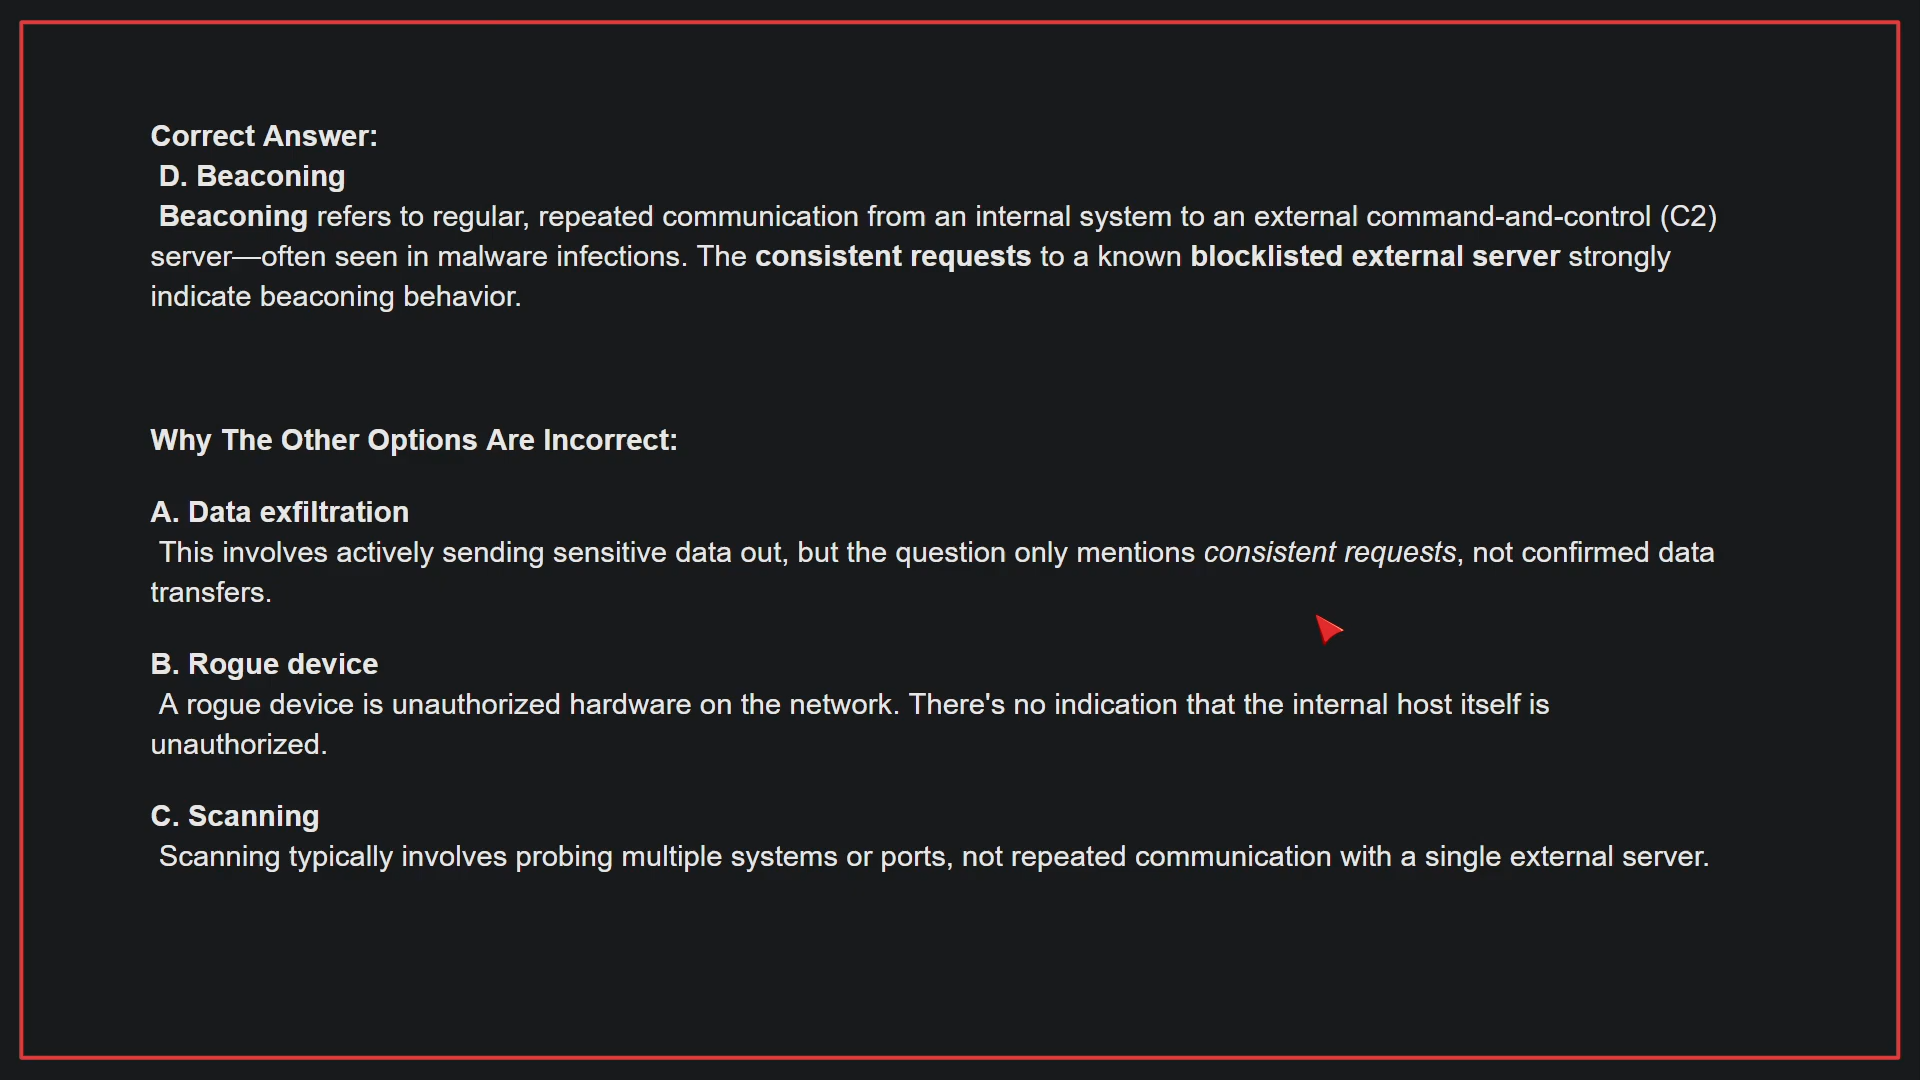 Correct Answer:
D. Beaconing
Beaconing refers to regular, repeated communication from an internal system to an external command-and-control (C2)
server—often seen in malware infections. The consistent requests to a known blocklisted external server strongly
indicate beaconing behavior.
Why The Other Options Are Incorrect:
A. Data exfiltration
This involves actively sending sensitive data out, but the question only mentions consistent requests, not confirmed data
transfers.
B. Rogue device
A rogue device is unauthorized hardware on the network. There's no indication that the internal host itself is
unauthorized.
C. Scanning
Scanning typically involves probing multiple systems or ports, not repeated communication with a single external server.